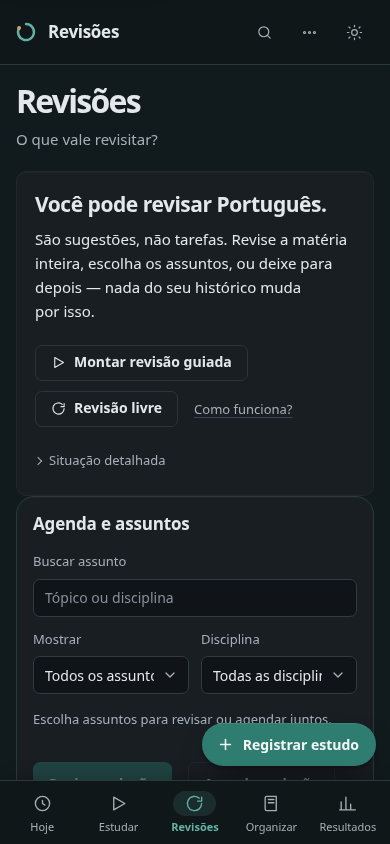 Revisões
Revisões
O que vale revisitar?
Você pode revisar Português.
São sugestões, não tarefas. Revise a matéria
inteira, escolha os assuntos, ou deixe para
depois — nada do seu histórico muda
por isso.
Montar revisão guiada
Revisão livre
Como funciona?
Situação detalhada
Agenda e assuntos
Buscar assunto
Tópico ou disciplina
Mostrar
Disciplina
Todos os assunto
Todas as disciplin
Escolha assuntos para revisar ou agendar juntos.
Registrar estudo
Hoje
Estudar
Revisões
Organizar
Resultados